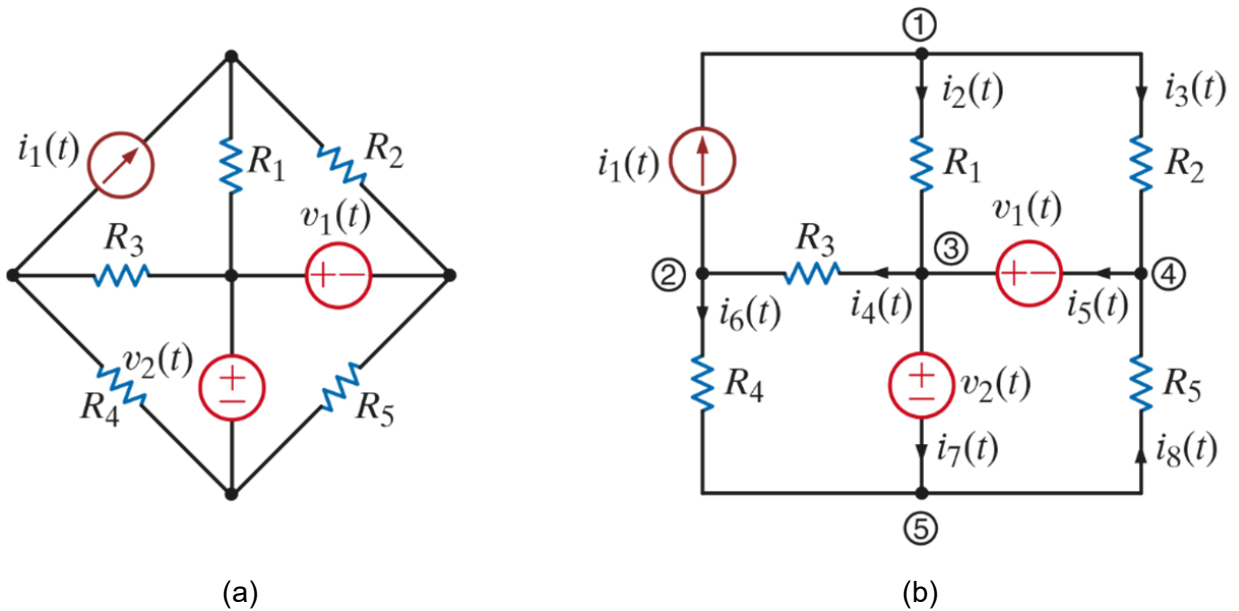 i₁(t)
R₁
R₂
v₁(t)
R₃
+ −
v₂(t)
+
−
R₄
R₅
(a)
①
i₂(t)
i₃(t)
i₁(t)
R₁
R₂
v₁(t)
R₃
③
②
+ −
④
i₆(t)
i₄(t)
i₅(t)
R₄
+
−
v₂(t)
R₅
i₇(t)
i₈(t)
⑤
(b)